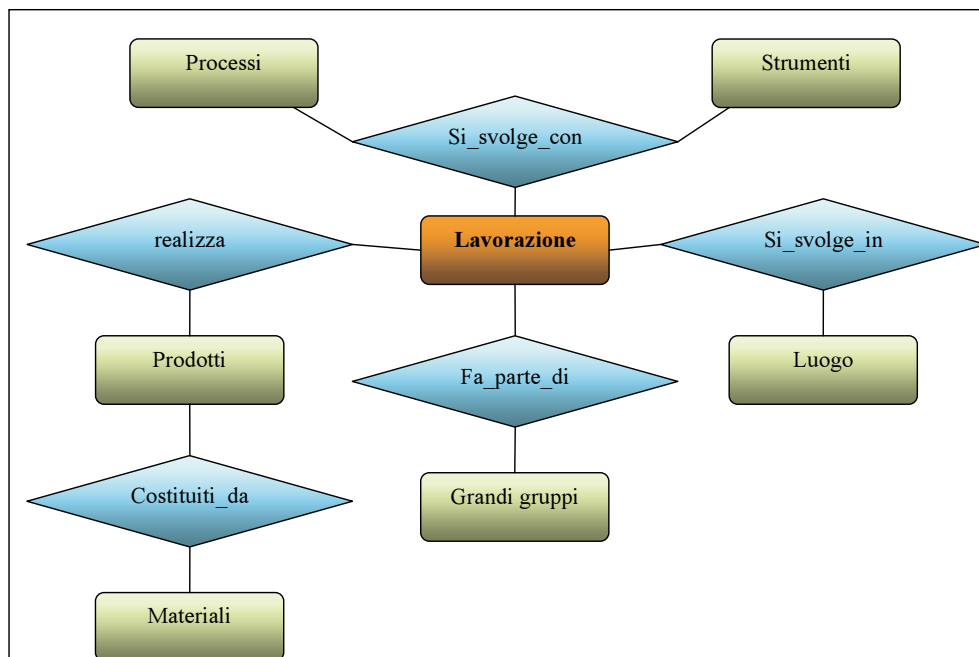 Processi
Strumenti
Si_svolge_con
realizza
Lavorazione
Si_svolge_in
Prodotti
Fa_parte_di
Luogo
Costituiti_da
Grandi gruppi
Materiali